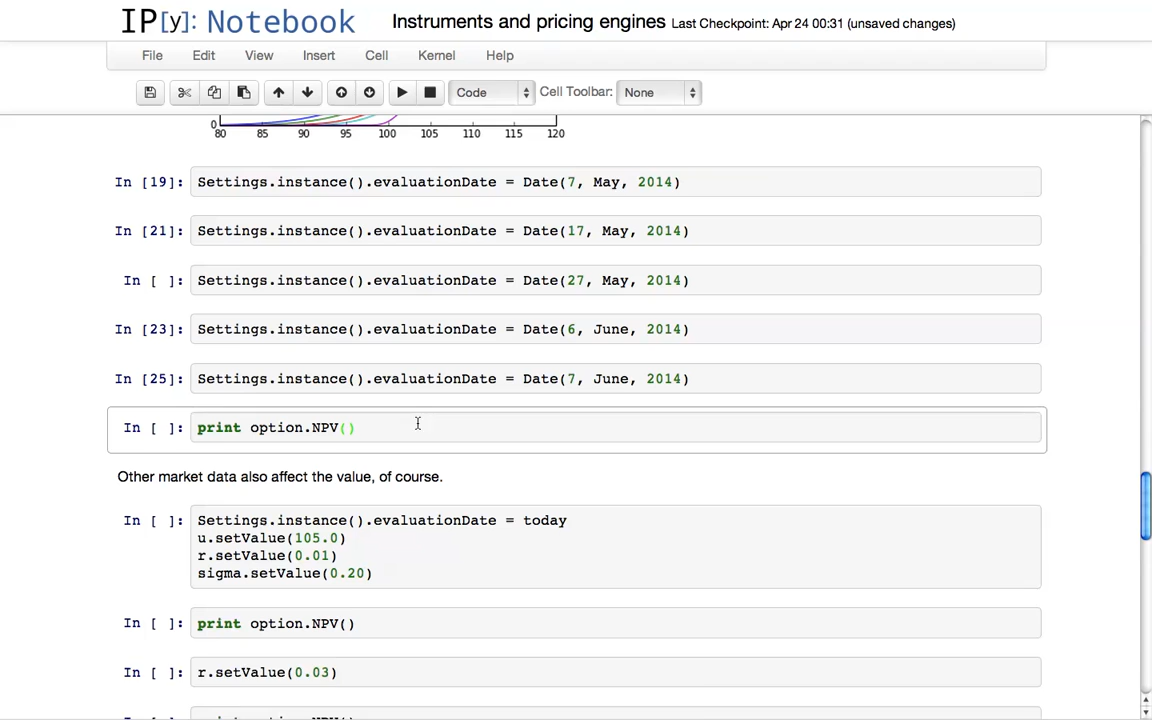 IP[y]: Notebook Instruments and pricing engines Last Checkpoint: Apr 24 00:31 (unsaved changes)
File Edit View Insert Cell Kernel Help
Code Cell Toolbar: None
0
80 85 90 95 100 105 110 115 120
In [19]: Settings.instance().evaluationDate = Date(7, May, 2014)
In [21]: Settings.instance().evaluationDate = Date(17, May, 2014)
In [ ]: Settings.instance().evaluationDate = Date(27, May, 2014)
In [23]: Settings.instance().evaluationDate = Date(6, June, 2014)
In [25]: Settings.instance().evaluationDate = Date(7, June, 2014)
In [ ]: print option.NPV()
Other market data also affect the value, of course.
In [ ]: Settings.instance().evaluationDate = today
u.setValue(105.0)
r.setValue(0.01)
sigma.setValue(0.20)
In [ ]: print option.NPV()
In [ ]: r.setValue(0.03)